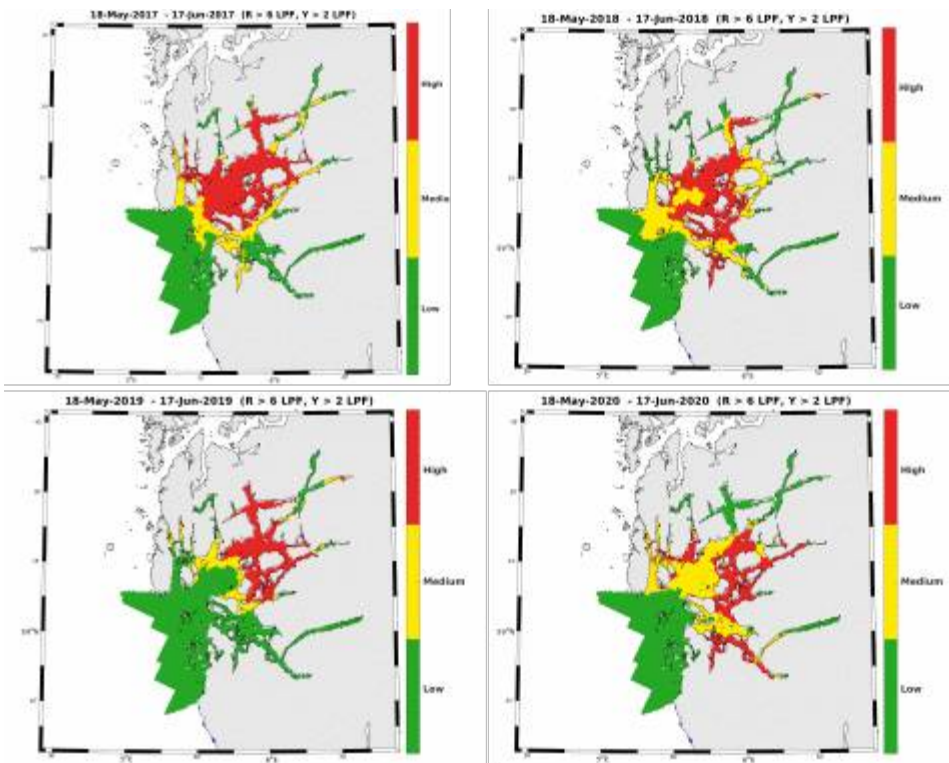 18-May-2017 - 17-Jun-2017 (R > 6 LPF, Y > 2 LPF)
High
Mediu
Low
18-May-2018 - 17-Jun-2018 (R > 6 LPF, Y > 2 LPF)
High
Medium
Low
18-May-2019 - 17-Jun-2019 (R > 6 LPF, Y > 2 LPF)
High
Medium
Low
18-May-2020 - 17-Jun-2020 (R > 6 LPF, Y > 2 LPF)
High
Medium
Low